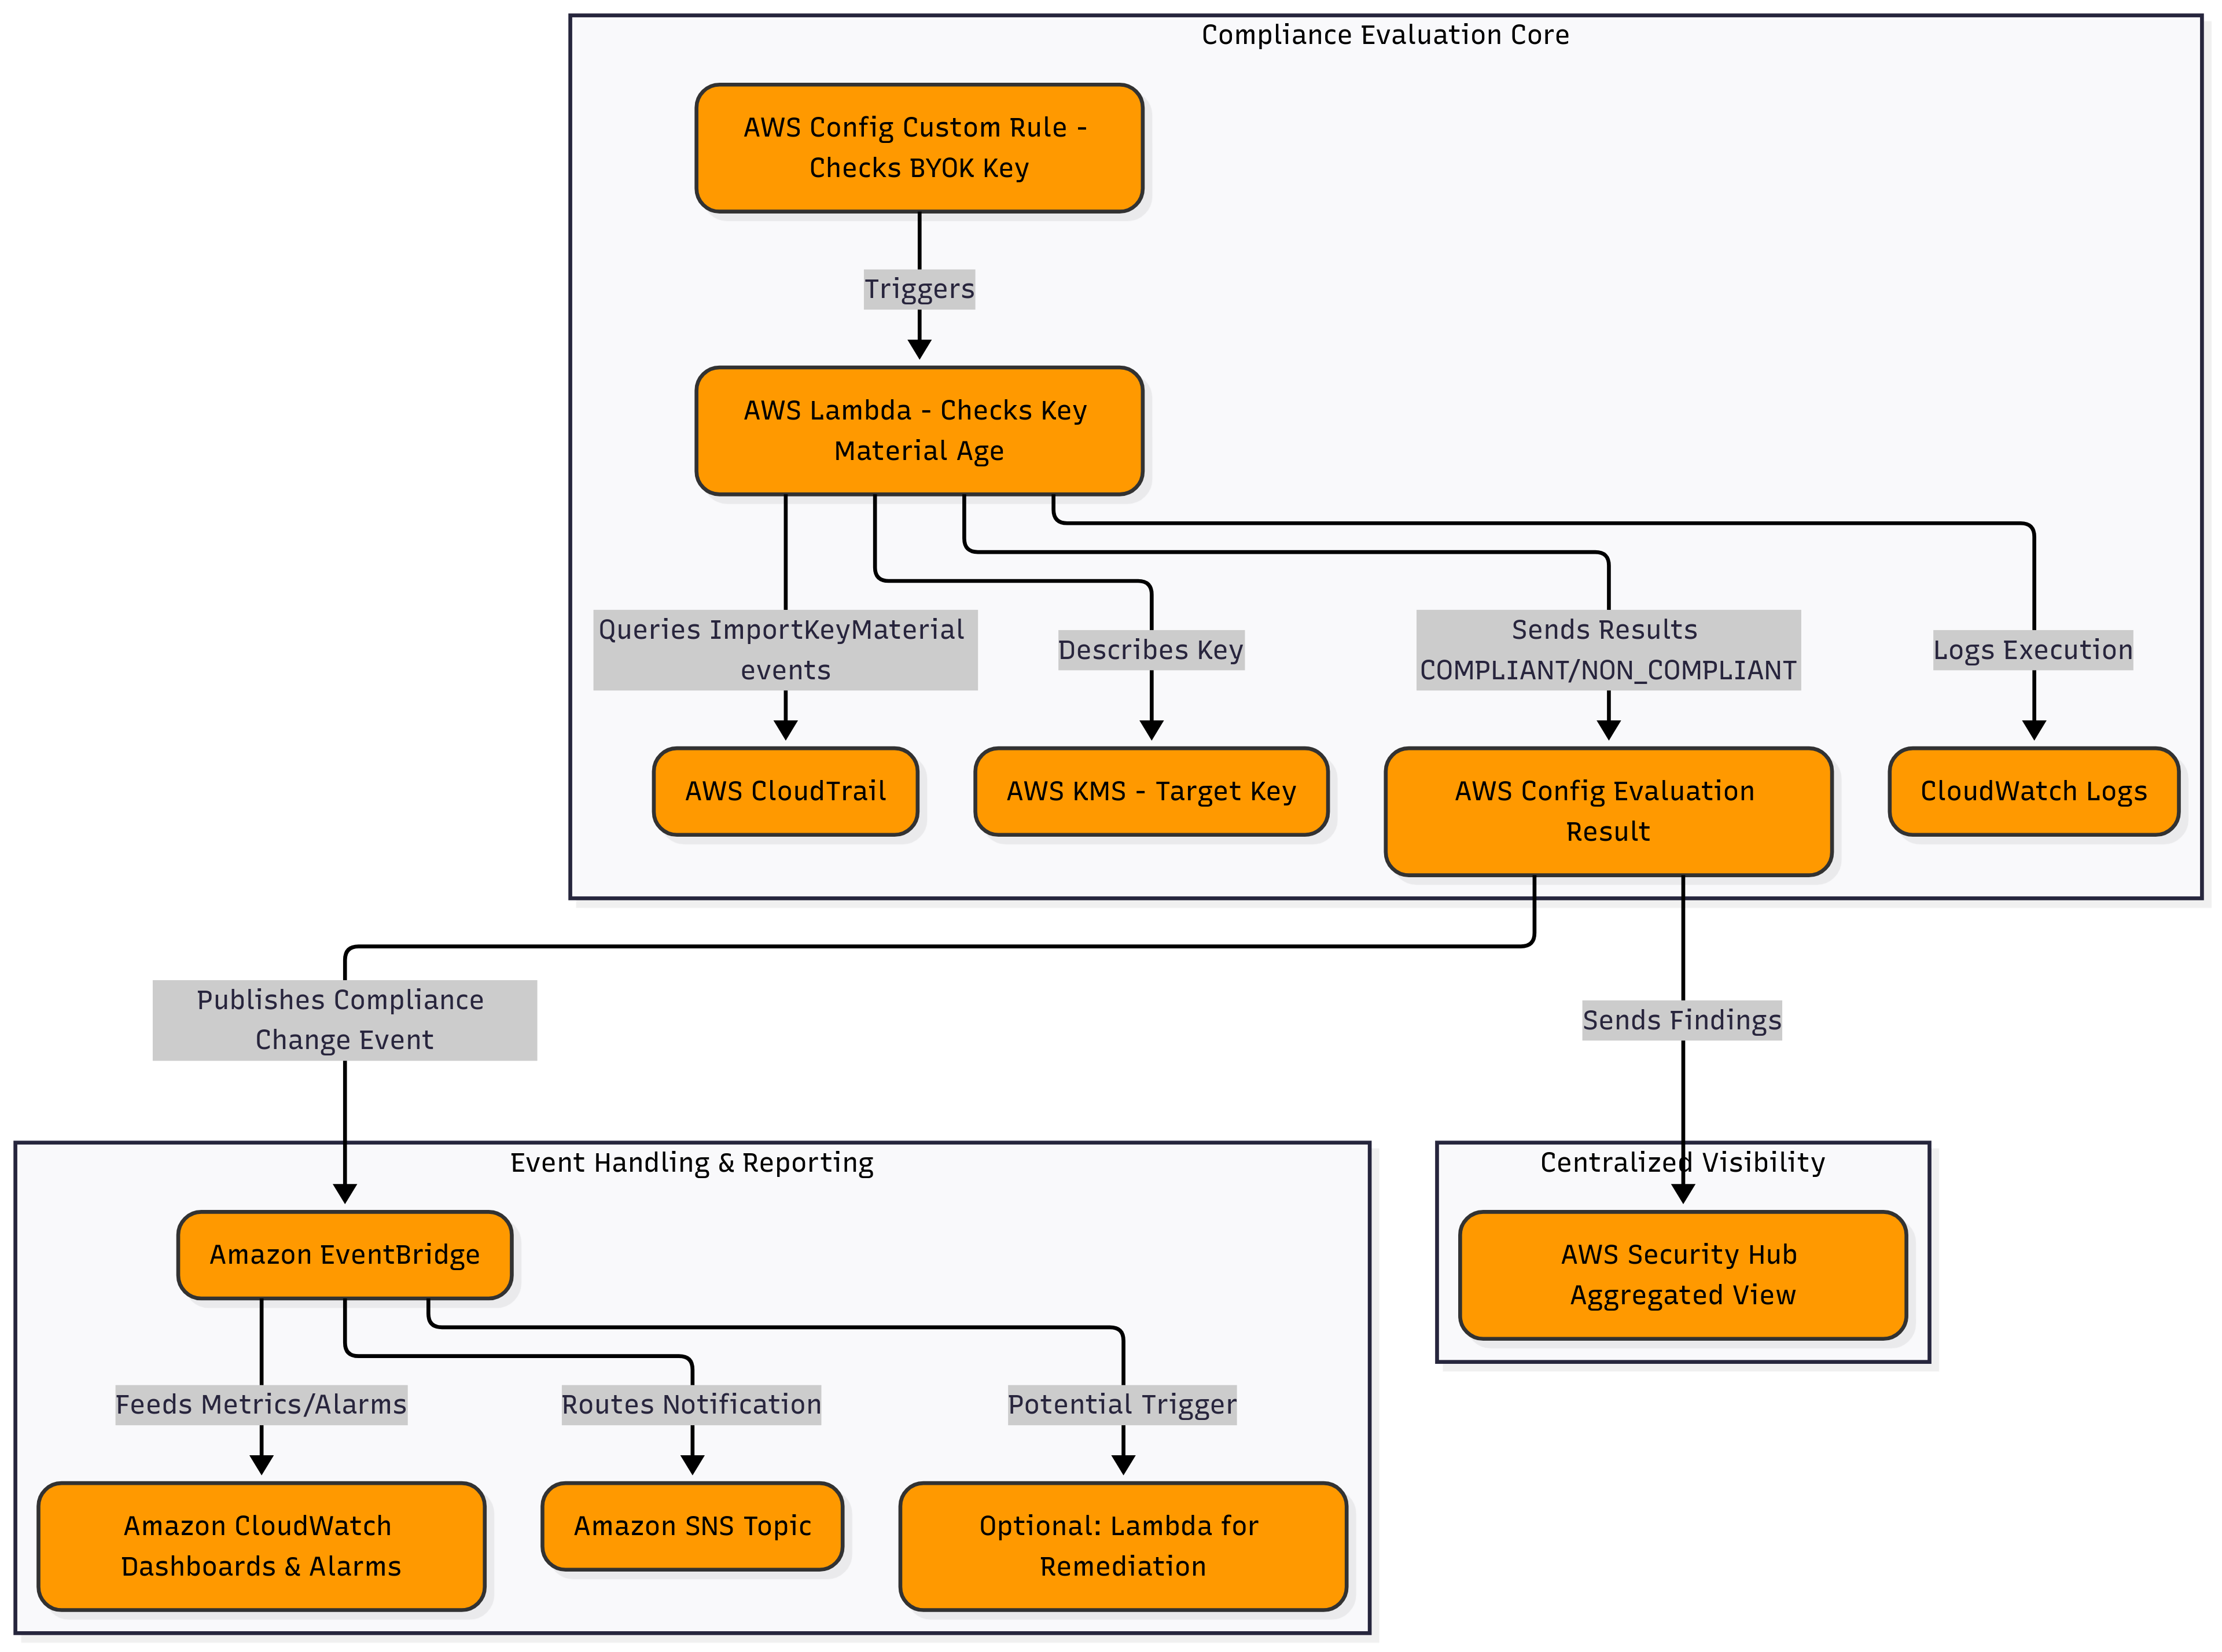 Compliance Evaluation Core
AWS Config Custom Rule -
Checks BYOK Key
Triggers
AWS Lambda - Checks Key
Material Age
Queries ImportKeyMaterial
events
Describes Key
Sends Results
COMPLIANT/NON_COMPLIANT
Logs Execution
AWS CloudTrail
AWS KMS - Target Key
AWS Config Evaluation
Result
CloudWatch Logs
Publishes Compliance
Change Event
Sends Findings
Event Handling & Reporting
Centralized Visibility
Amazon EventBridge
AWS Security Hub
Aggregated View
Feeds Metrics/Alarms
Routes Notification
Potential Trigger
Amazon CloudWatch
Dashboards & Alarms
Amazon SNS Topic
Optional: Lambda for
Remediation